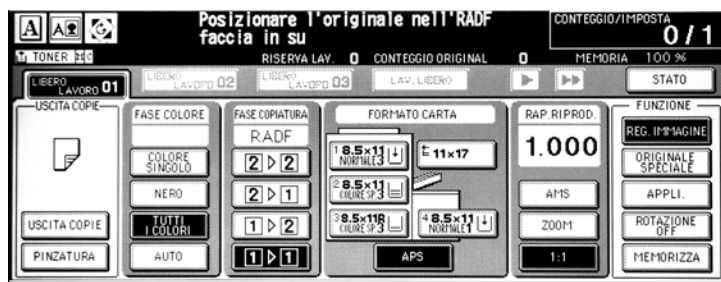 A A
Posizionare l'originale nell'RADF
faccia in su
CONTEGGIO/IMPOSTA
0/1
TONER
RISERVA LAV. 0 CONTEGGIO ORIGINAL 0 MEMORIA 100 %
LIBERO LAVORO 01
LIBERO LAVORO 02
LIBERO LAVORO 03
LAV. LIBERO
STATO
USCITA COPIE
USCITA COPIE
PINZATURA
FASE COLORE
COLORE
SINGOLO
NERO
TUTTI
I COLORI
AUTO
FASE COPIATURA
RADF
2 ▷ 2
2 ▷ 1
1 ▷ 2
1 ▷ 1
FORMATO CARTA
1 8.5×11
NORMALE3
11×17
2 8.5×11
COLORE SP.3
3 8.5×11R
COLORE SP.3
4 8.5×11
NORMALE1
APS
RAP.RIPROD.
1.000
AMS
ZOOM
1:1
FUNZIONE
REG. IMMAGINE
ORIGINALE
SPECIALE
APPLI.
ROTAZIONE
OFF
MEMORIZZA